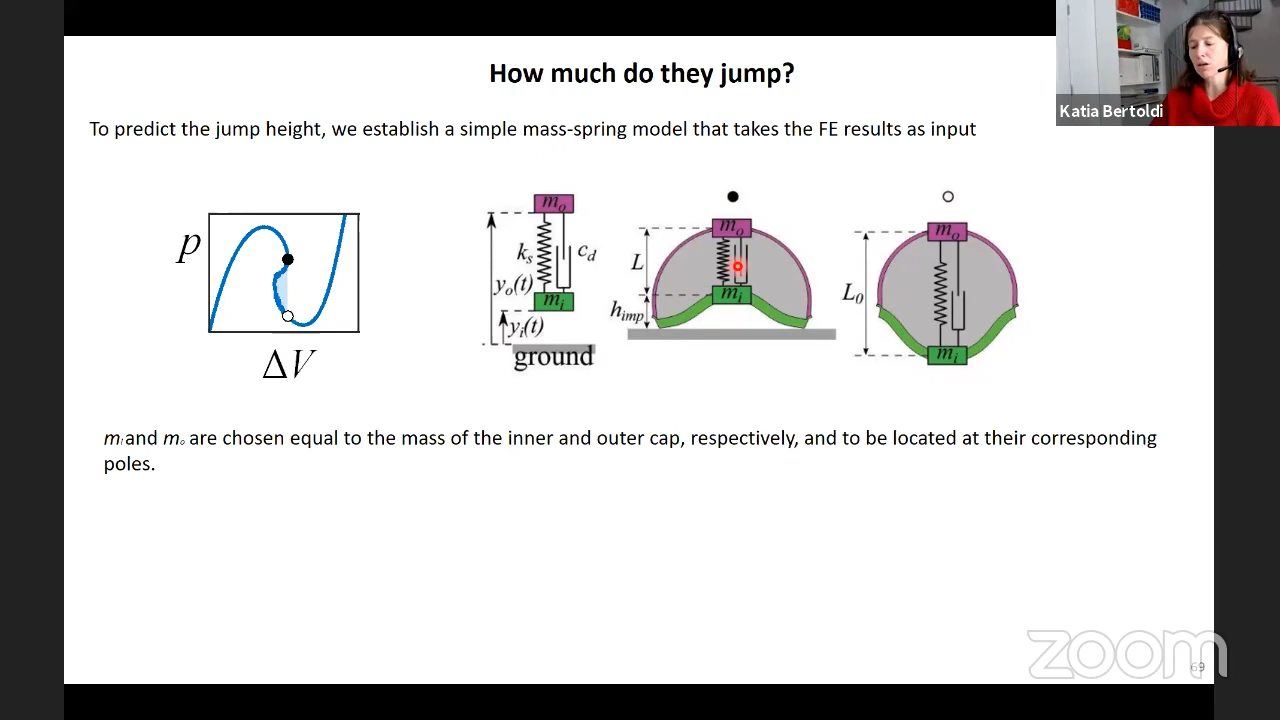 How much do they jump?
Katia Bertoldi
To predict the jump height, we establish a simple mass-spring model that takes the FE results as input
p
ΔV
m_o
k_s
c_d
y_o(t)
m_i
y_i(t)
ground
m_o
L
m_i
h_imp
m_o
L_0
m_i
m_i and m_o are chosen equal to the mass of the inner and outer cap, respectively, and to be located at their corresponding
poles.
zoom
69